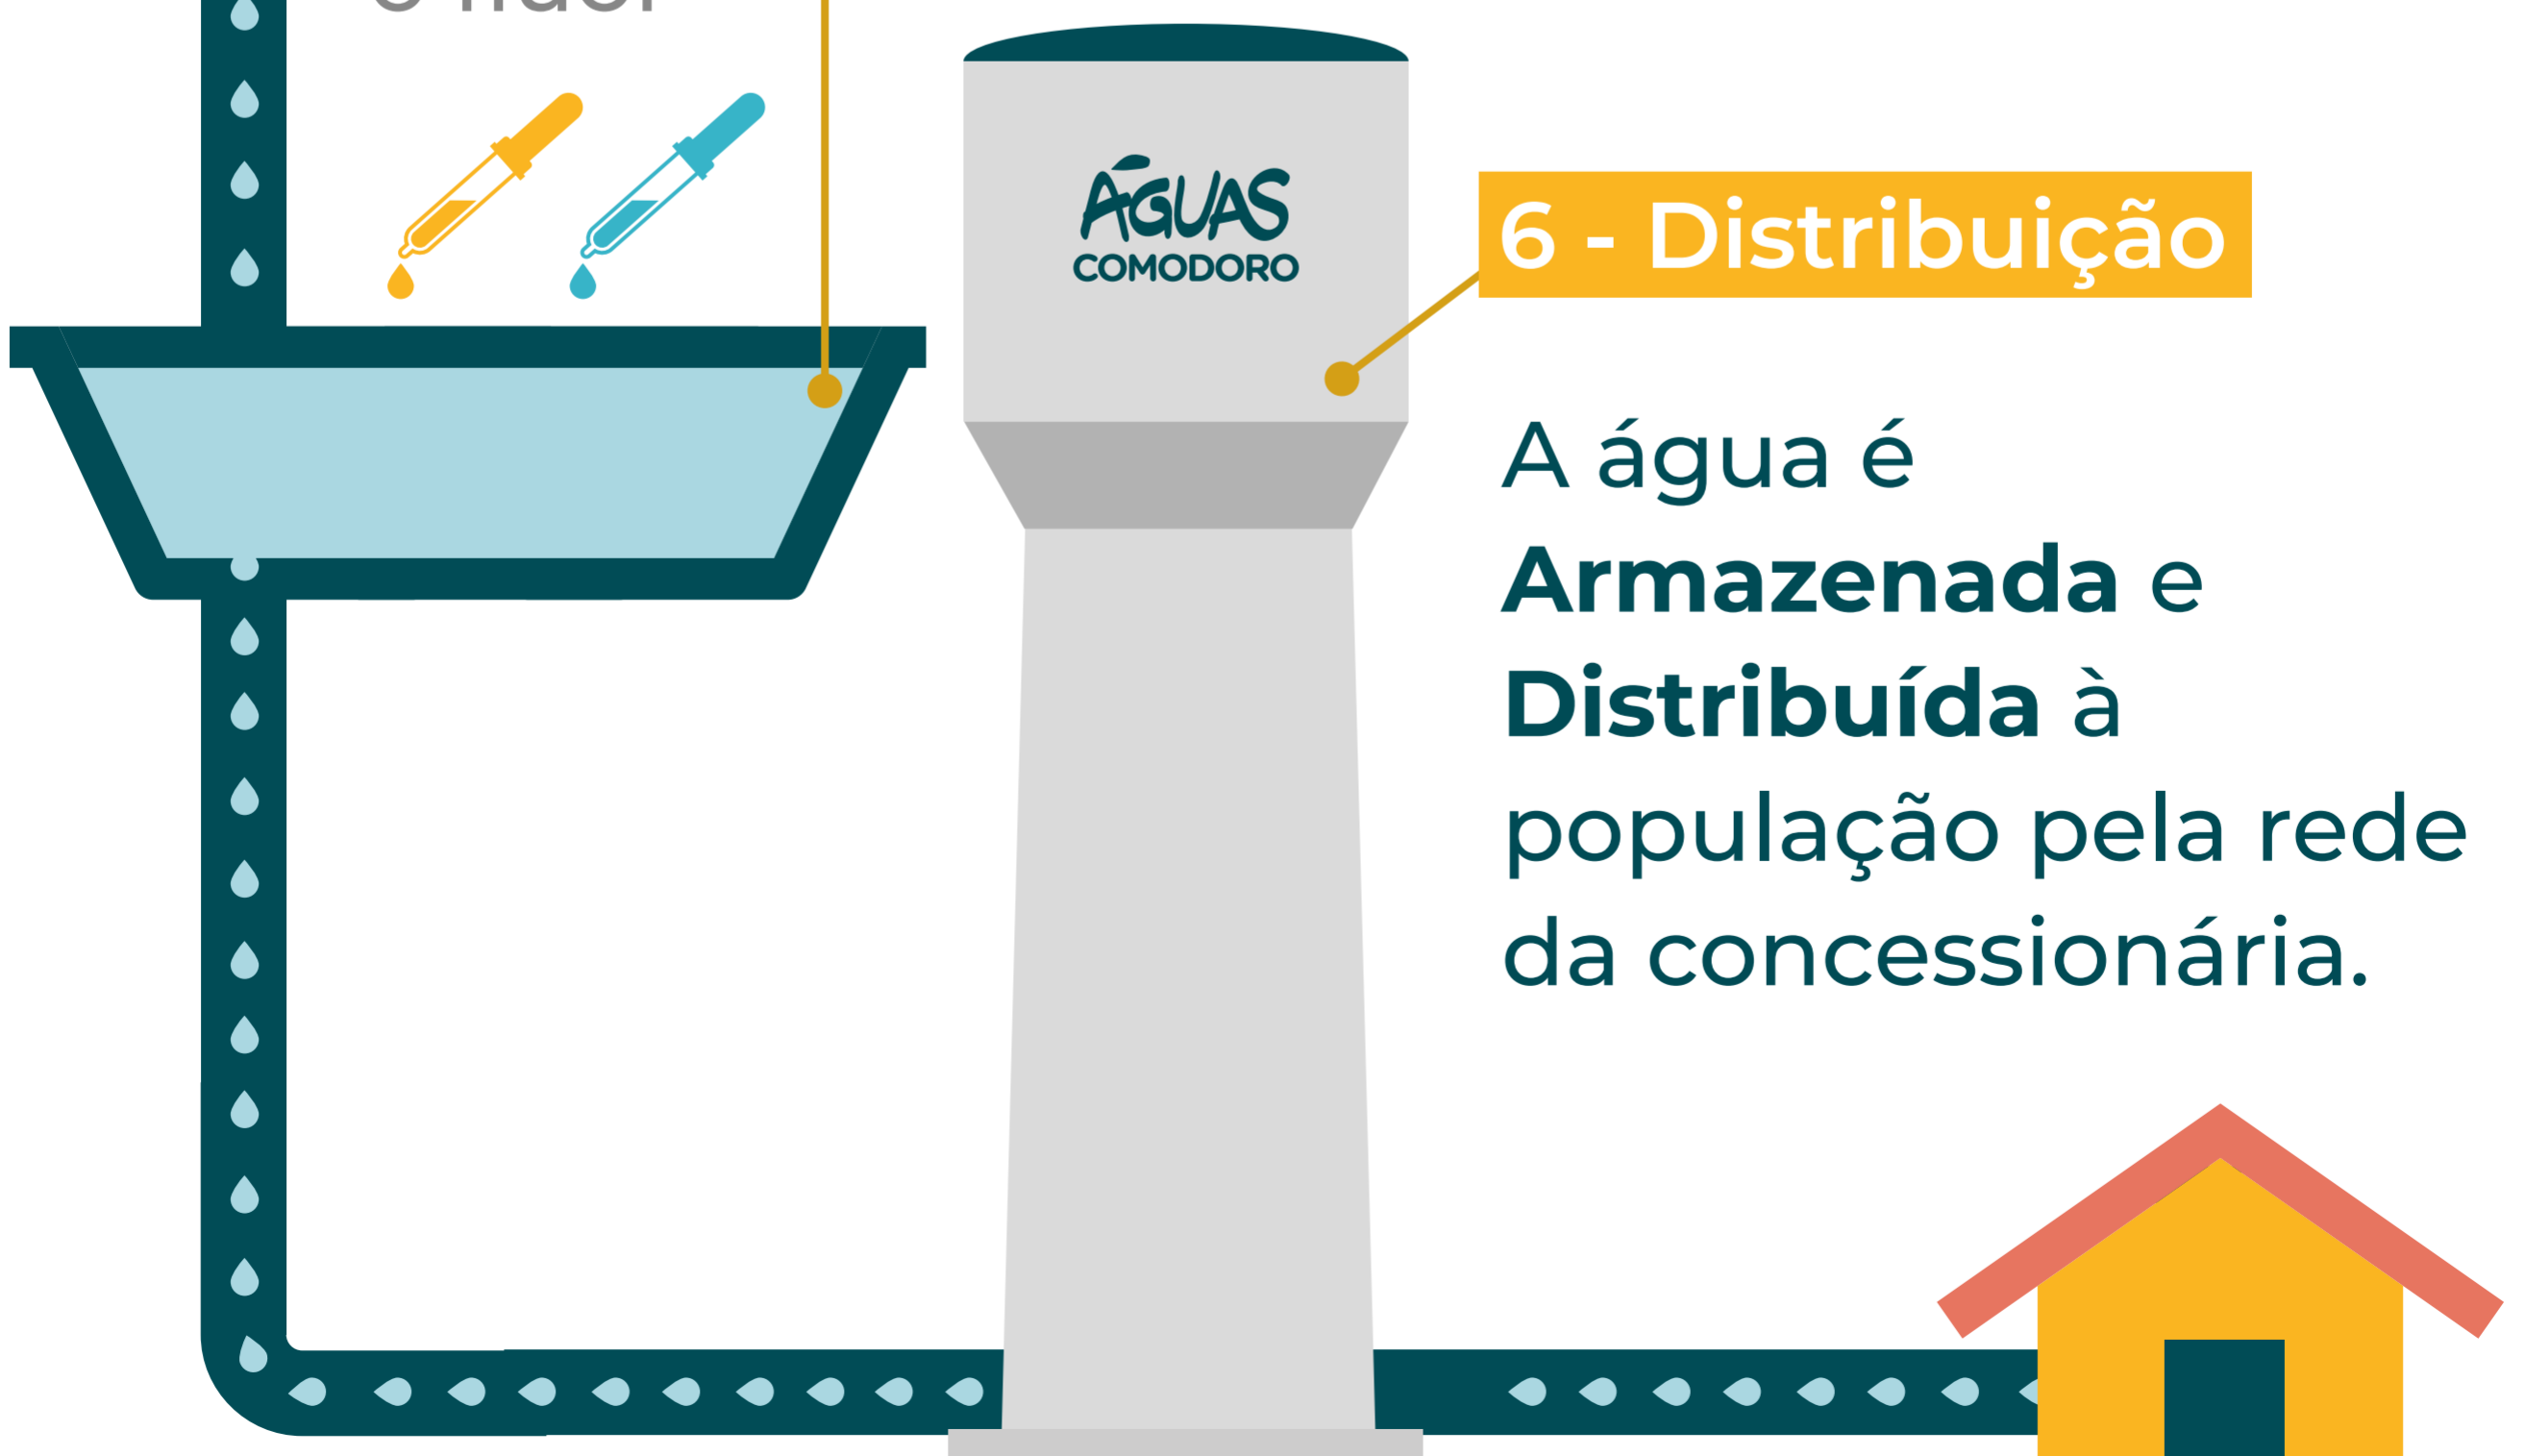 ÁGUAS
COMODORO
6 - Distribuição
A água é
Armazenada e
Distribuída à
população pela rede
da concessionária.